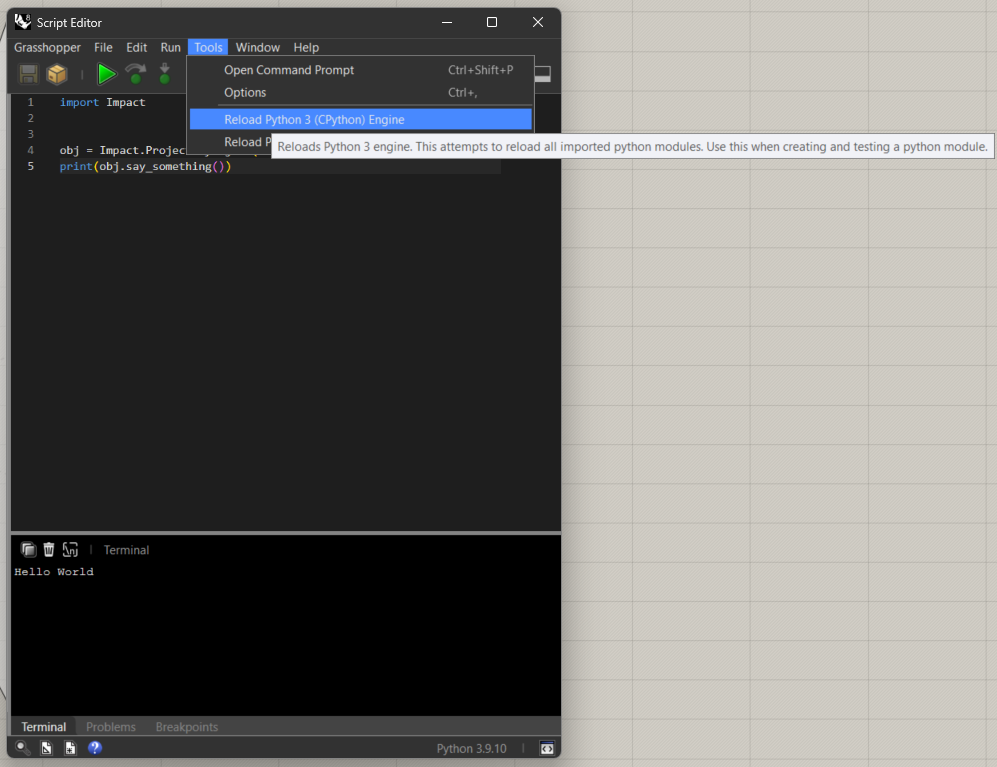 Script Editor
Grasshopper File Edit Run Tools Window Help
Open Command Prompt Ctrl+Shift+P
Options Ctrl+,
Reload Python 3 (CPython) Engine
Reload
Reloads Python 3 engine. This attempts to reload all imported python modules. Use this when creating and testing a python module.
1 import Impact
2
3
4 obj = Impact.Project
5 print(obj.say_something())
Terminal
Hello World
Terminal Problems Breakpoints
Python 3.9.10